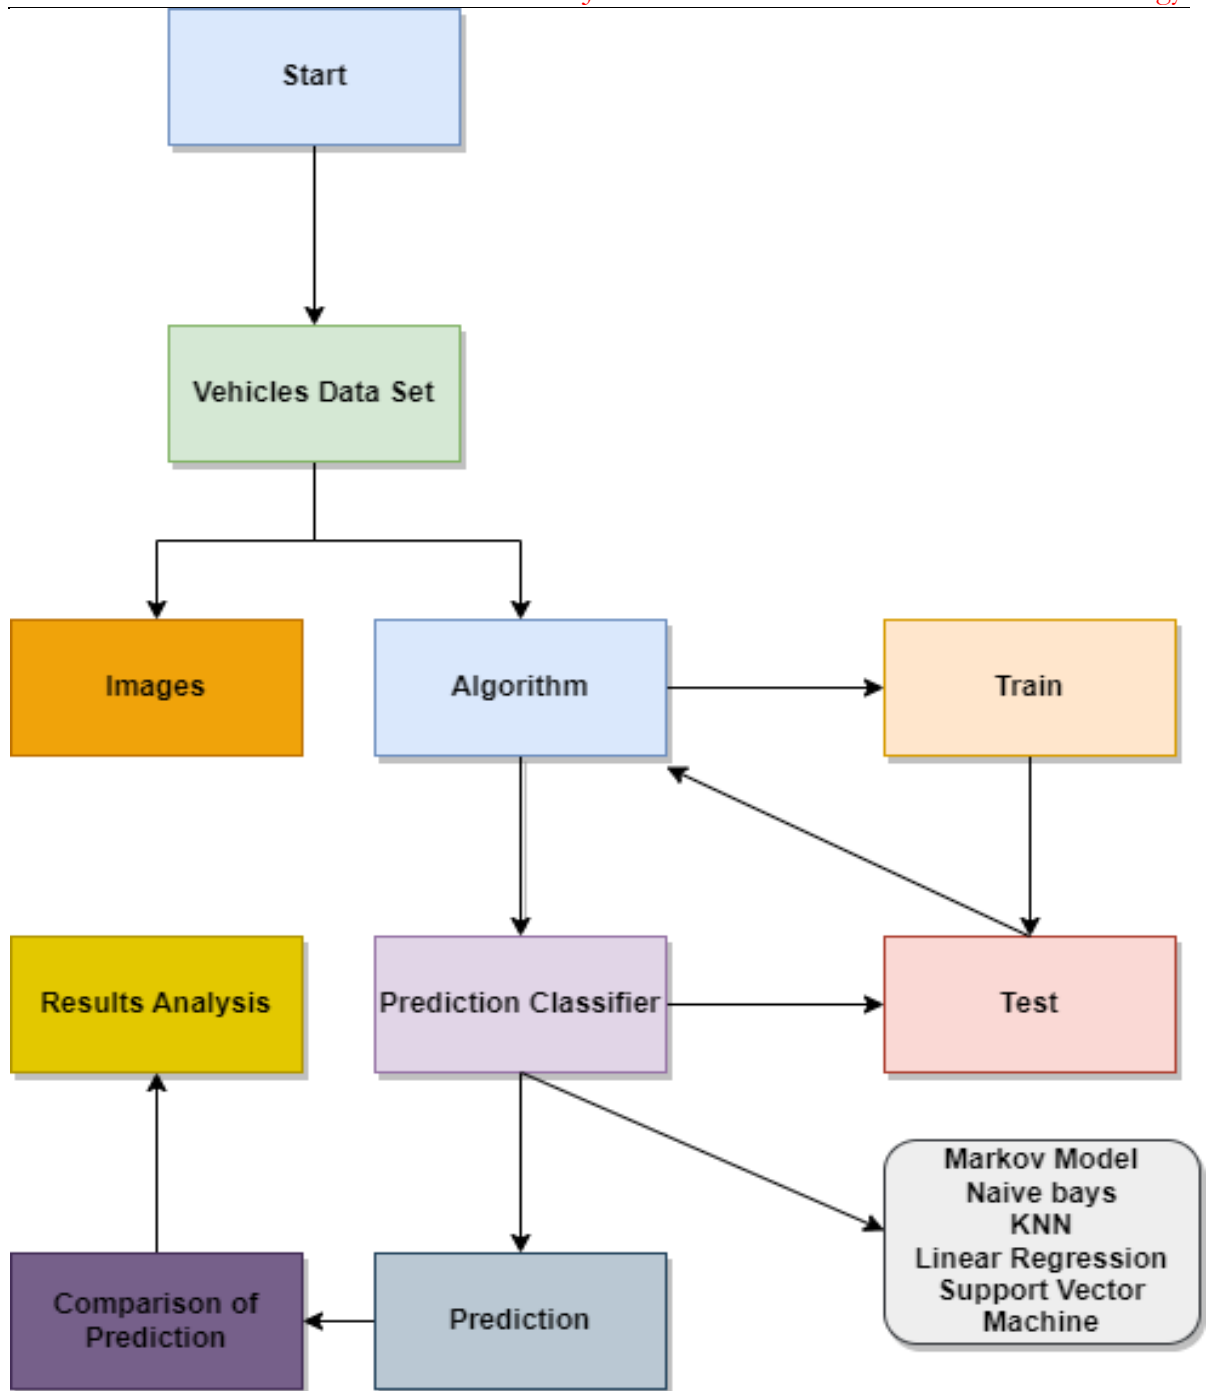 Start
Vehicles Data Set
Images
Algorithm
Train
Results Analysis
Prediction Classifier
Test
Markov Model
Naive bays
KNN
Linear Regression
Support Vector
Machine
Comparison of
Prediction
Prediction